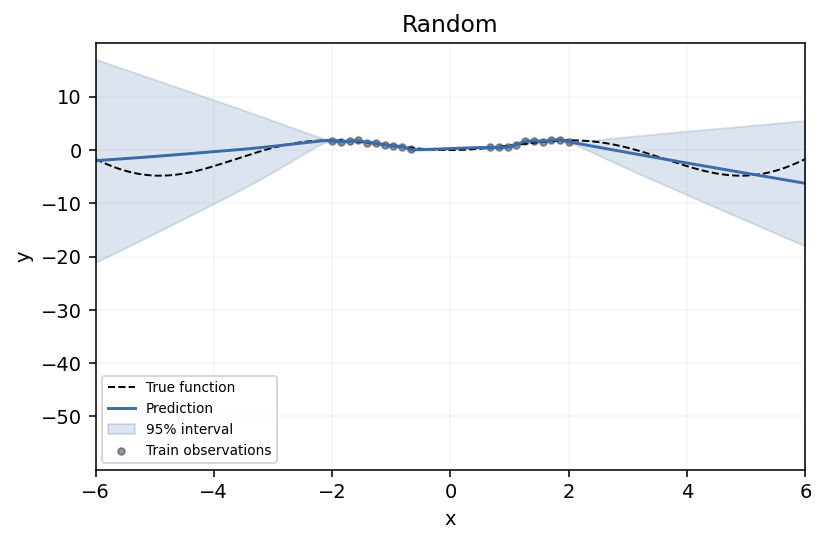 Random
10
0
−10
−20
−30
−40
−50
y
True function
Prediction
95% interval
Train observations
−6
−4
−2
0
2
4
6
x